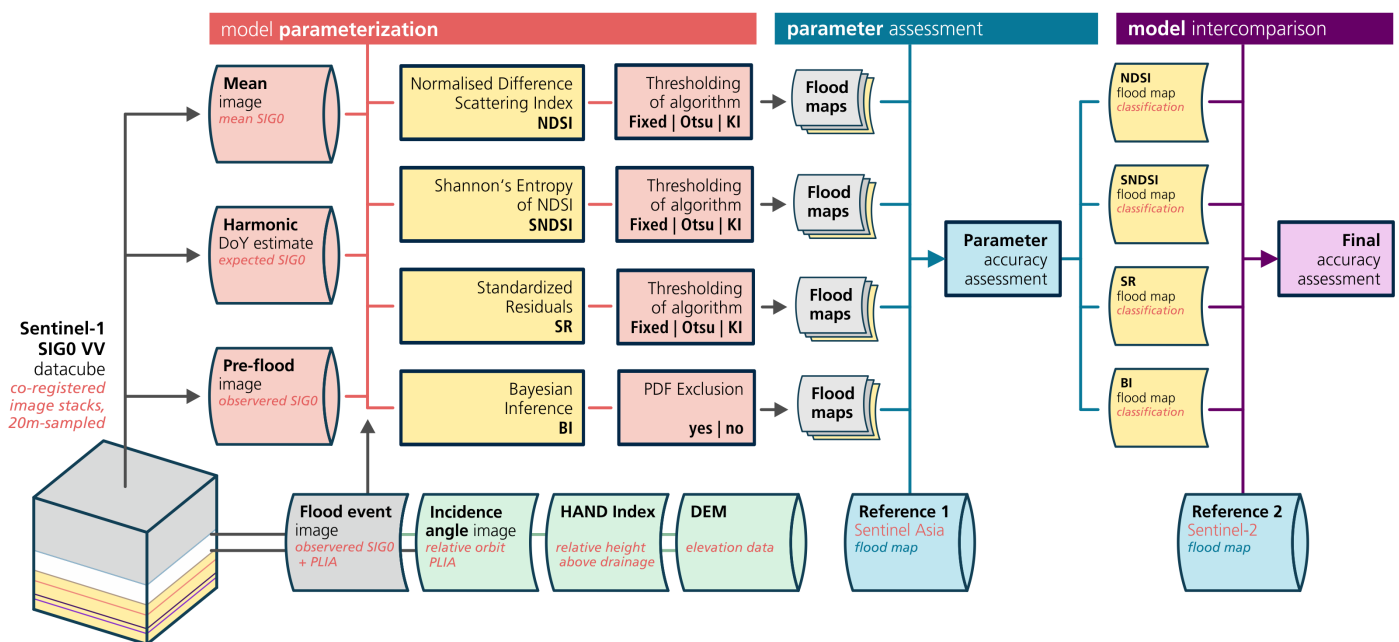 model parameterization
parameter assessment
model intercomparison
Mean
image
mean SIG0
Harmonic
DoY estimate
expected SIG0
Pre-flood
image
observed SIG0
Sentinel-1
SIG0 VV
datacube
co-registered
image stacks,
20m-sampled
Normalised Difference
Scattering Index
NDSI
Thresholding
of algorithm
Fixed | Otsu | KI
Flood
maps
Shannon's Entropy
of NDSI
SNDSI
Thresholding
of algorithm
Fixed | Otsu | KI
Flood
maps
Standardized
Residuals
SR
Thresholding
of algorithm
Fixed | Otsu | KI
Flood
maps
Bayesian
Inference
BI
PDF Exclusion
yes | no
Flood
maps
Parameter
accuracy
assessment
NDSI
flood map
classification
SNDSI
flood map
classification
SR
flood map
classification
BI
flood map
classification
Final
accuracy
assessment
Flood event
image
observed SIG0
+ PLIA
Incidence
angle image
relative orbit
PLIA
HAND Index
relative height
above drainage
DEM
elevation data
Reference 1
Sentinel Asia
flood map
Reference 2
Sentinel-2
flood map